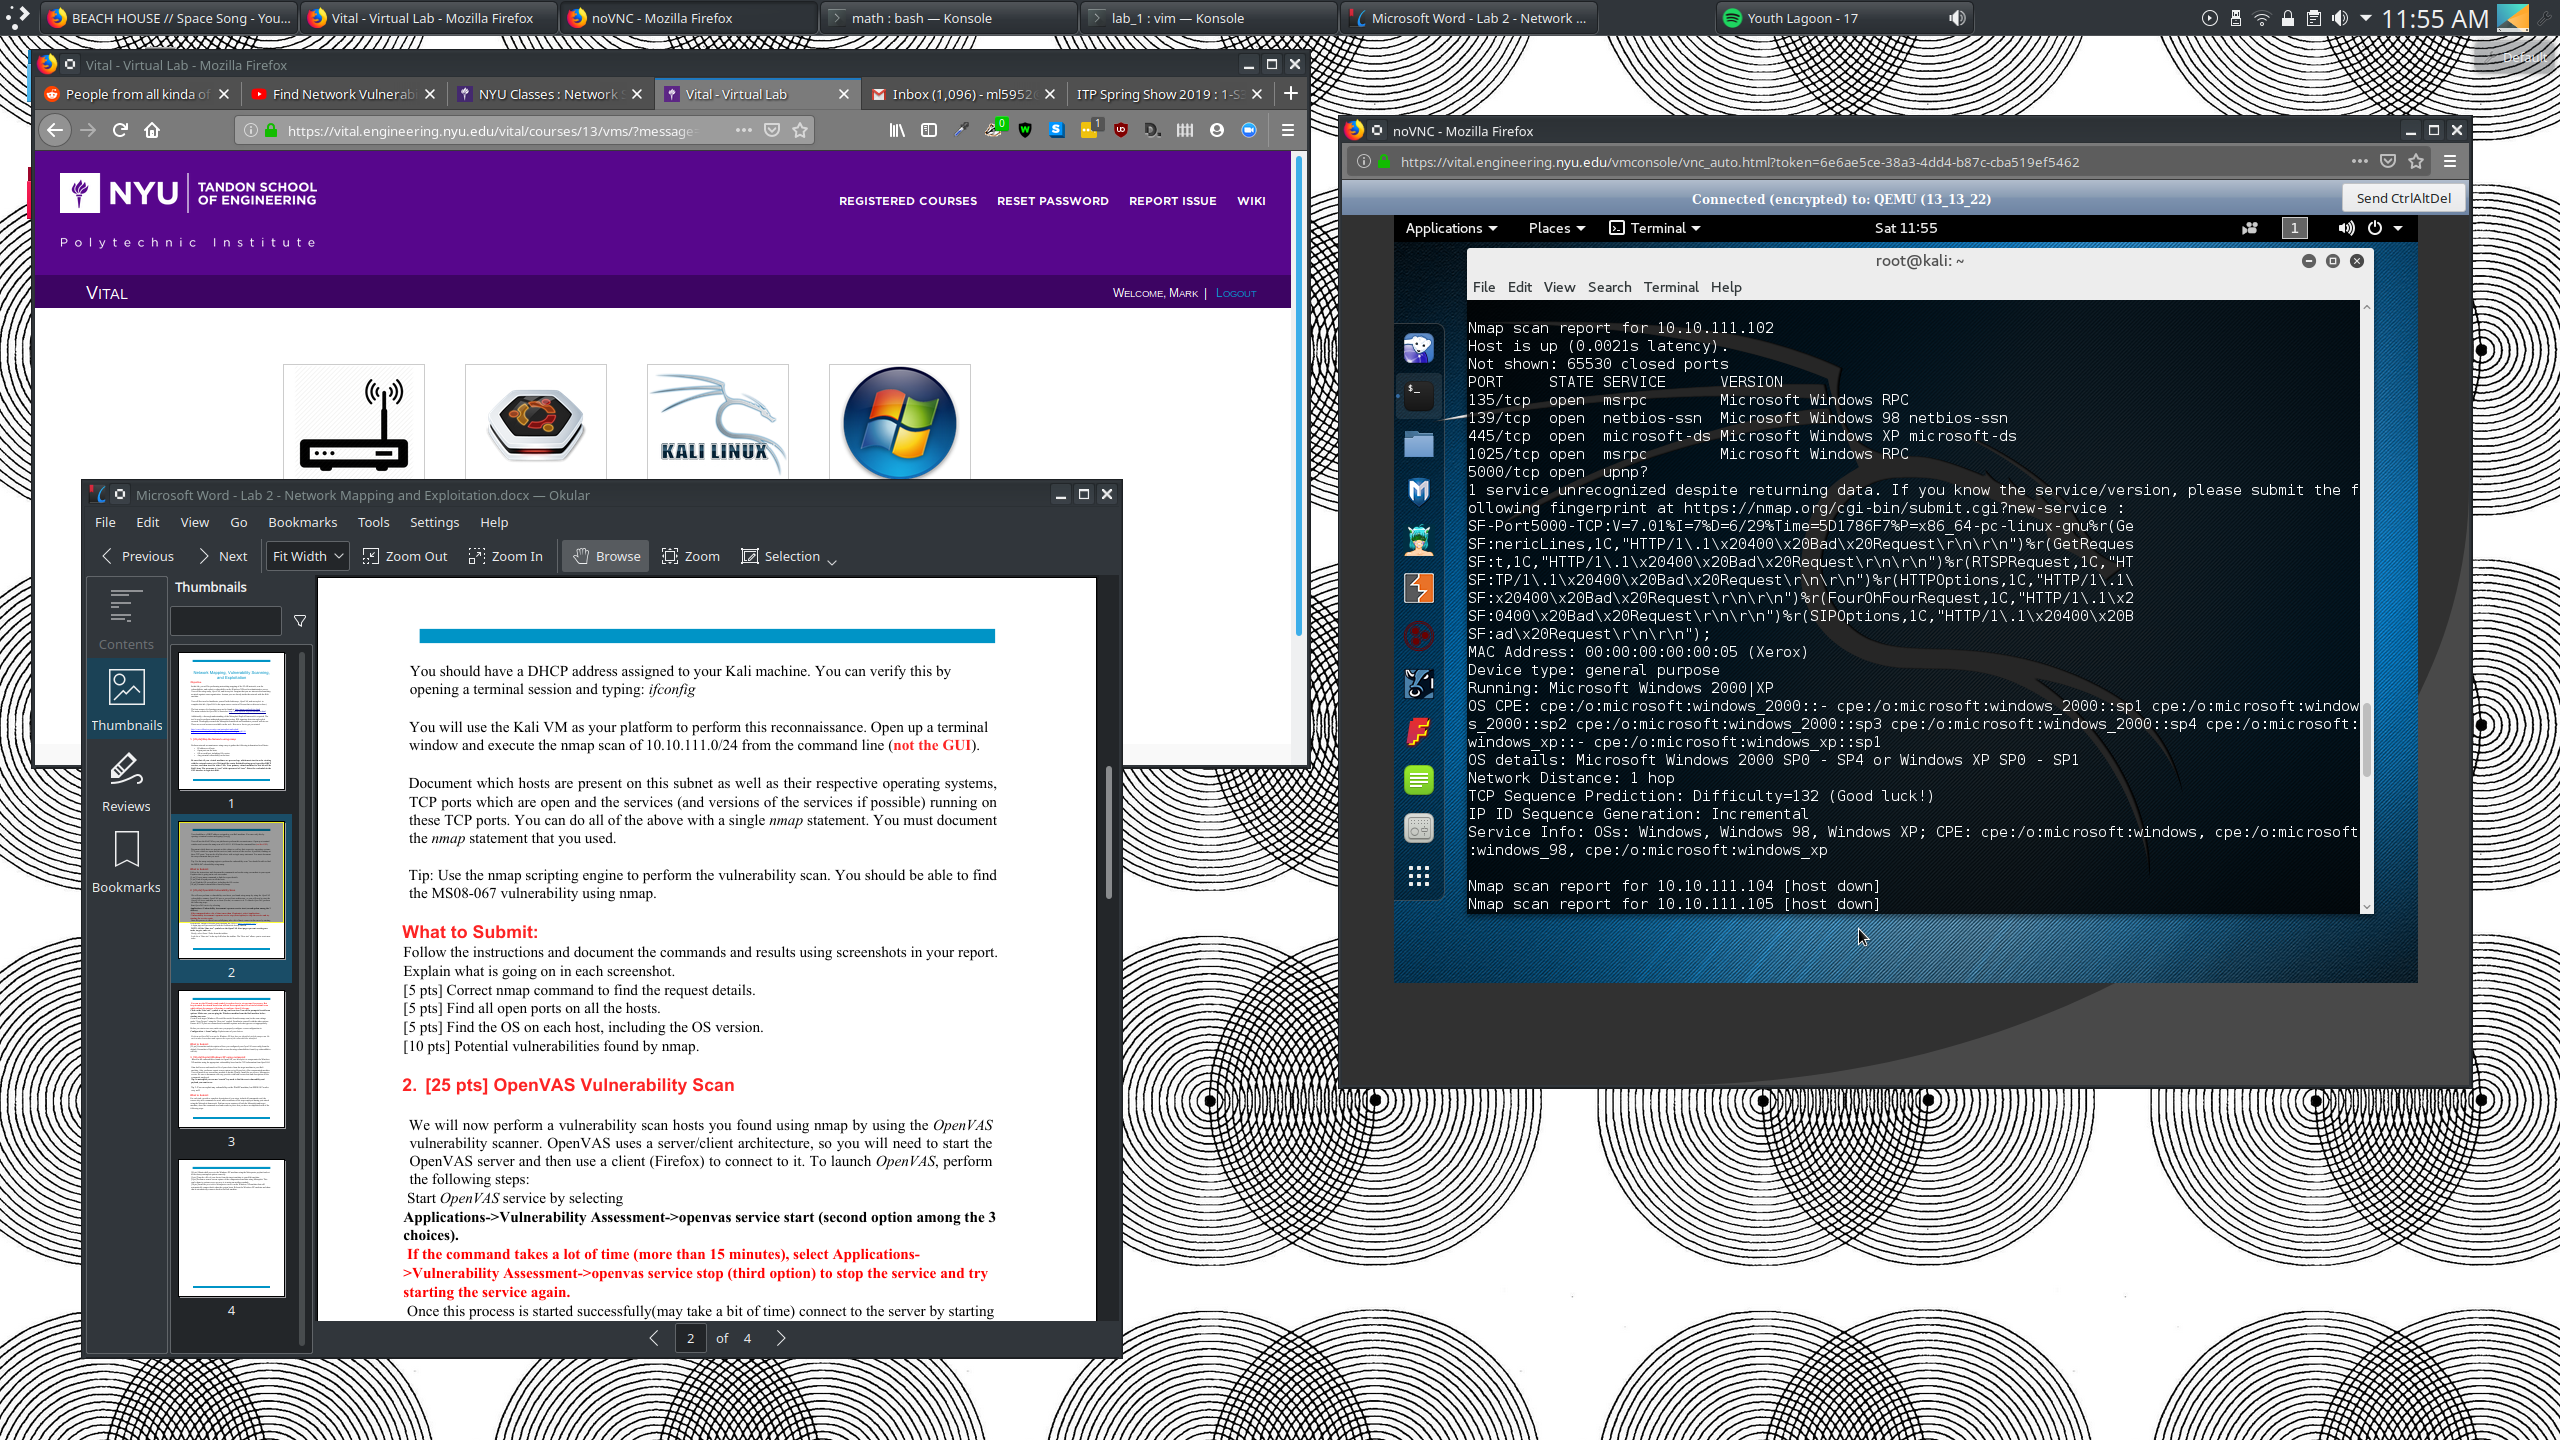 BEACH HOUSE // Space Song - You...
Vital - Virtual Lab - Mozilla Firefox
noVNC - Mozilla Firefox
math : bash — Konsole
lab_1 : vim — Konsole
Microsoft Word - Lab 2 - Network ...
Youth Lagoon - 17
11:55 AM
Default
Vital - Virtual Lab - Mozilla Firefox
People from all kinda of
Find Network Vulnerab
NYU Classes : Network S
Vital - Virtual Lab
Inbox (1,096) - ml5952
ITP Spring Show 2019 : 1-S
https://vital.engineering.nyu.edu/vital/courses/13/vms/?message=
0
1
NYU
TANDON SCHOOL
OF ENGINEERING
Polytechnic Institute
REGISTERED COURSES
RESET PASSWORD
REPORT ISSUE
WIKI
VITAL
WELCOME, MARK |
LOGOUT
KALI LINUX
Microsoft Word - Lab 2 - Network Mapping and Exploitation.docx — Okular
File Edit View Go Bookmarks Tools Settings Help
Previous
Next
Fit Width
Zoom Out
Zoom In
Browse
Zoom
Selection
Contents
Thumbnails
Reviews
Bookmarks
Thumbnails
1
2
3
4
You should have a DHCP address assigned to your Kali machine. You can verify this by
opening a terminal session and typing: ifconfig
You will use the Kali VM as your platform to perform this reconnaissance. Open up a terminal
window and execute the nmap scan of 10.10.111.0/24 from the command line (not the GUI).
Document which hosts are present on this subnet as well as their respective operating systems,
TCP ports which are open and the services (and versions of the services if possible) running on
these TCP ports. You can do all of the above with a single nmap statement. You must document
the nmap statement that you used.
Tip: Use the nmap scripting engine to perform the vulnerability scan. You should be able to find
the MS08-067 vulnerability using nmap.
What to Submit:
Follow the instructions and document the commands and results using screenshots in your report.
Explain what is going on in each screenshot.
[5 pts] Correct nmap command to find the request details.
[5 pts] Find all open ports on all the hosts.
[5 pts] Find the OS on each host, including the OS version.
[10 pts] Potential vulnerabilities found by nmap.
2. [25 pts] OpenVAS Vulnerability Scan
We will now perform a vulnerability scan hosts you found using nmap by using the OpenVAS
vulnerability scanner. OpenVAS uses a server/client architecture, so you will need to start the
OpenVAS server and then use a client (Firefox) to connect to it. To launch OpenVAS, perform
the following steps:
Start OpenVAS service by selecting
Applications->Vulnerability Assessment->openvas service start (second option among the 3
choices).
If the command takes a lot of time (more than 15 minutes), select Applications-
>Vulnerability Assessment->openvas service stop (third option) to stop the service and try
starting the service again.
Once this process is started successfully(may take a bit of time) connect to the server by starting
2 of 4
noVNC - Mozilla Firefox
https://vital.engineering.nyu.edu/vmconsole/vnc_auto.html?token=6e6ae5ce-38a3-4dd4-b87c-cba519ef5462
Connected (encrypted) to: QEMU (13_13_22)
Send CtrlAltDel
Applications
Places
Terminal
Sat 11:55
1
root@kali: ~
File Edit View Search Terminal Help
Nmap scan report for 10.10.111.102
Host is up (0.0021s latency).
Not shown: 65530 closed ports
PORT STATE SERVICE VERSION
135/tcp open msrpc Microsoft Windows RPC
139/tcp open netbios-ssn Microsoft Windows 98 netbios-ssn
445/tcp open microsoft-ds Microsoft Windows XP microsoft-ds
1025/tcp open msrpc Microsoft Windows RPC
5000/tcp open upnp?
1 service unrecognized despite returning data. If you know the service/version, please submit the f
ollowing fingerprint at https://nmap.org/cgi-bin/submit.cgi?new-service :
SF-Port5000-TCP:V=7.01%I=7%D=6/29%Time=5D1786F7%P=x86_64-pc-linux-gnu%r(Ge
SF:nericLines,1C,"HTTP/1\.1\x20400\x20Bad\x20Request\r\n\r\n")%r(GetReques
SF:t,1C,"HTTP/1\.1\x20400\x20Bad\x20Request\r\n\r\n")%r(RTSPRequest,1C,"HT
SF:TP/1\.1\x20400\x20Bad\x20Request\r\n\r\n")%r(HTTPOptions,1C,"HTTP/1\.1\
SF:x20400\x20Bad\x20Request\r\n\r\n")%r(FourOhFourRequest,1C,"HTTP/1\.1\x2
SF:0400\x20Bad\x20Request\r\n\r\n")%r(SIPOptions,1C,"HTTP/1\.1\x20400\x20B
SF:ad\x20Request\r\n\r\n");
MAC Address: 00:00:00:00:00:05 (Xerox)
Device type: general purpose
Running: Microsoft Windows 2000|XP
OS CPE: cpe:/o:microsoft:windows_2000::- cpe:/o:microsoft:windows_2000::sp1 cpe:/o:microsoft:window
s_2000::sp2 cpe:/o:microsoft:windows_2000::sp3 cpe:/o:microsoft:windows_2000::sp4 cpe:/o:microsoft:
windows_xp::- cpe:/o:microsoft:windows_xp::sp1
OS details: Microsoft Windows 2000 SP0 - SP4 or Windows XP SP0 - SP1
Network Distance: 1 hop
TCP Sequence Prediction: Difficulty=132 (Good luck!)
IP ID Sequence Generation: Incremental
Service Info: OSs: Windows, Windows 98, Windows XP; CPE: cpe:/o:microsoft:windows, cpe:/o:microsoft
:windows_98, cpe:/o:microsoft:windows_xp
Nmap scan report for 10.10.111.104 [host down]
Nmap scan report for 10.10.111.105 [host down]